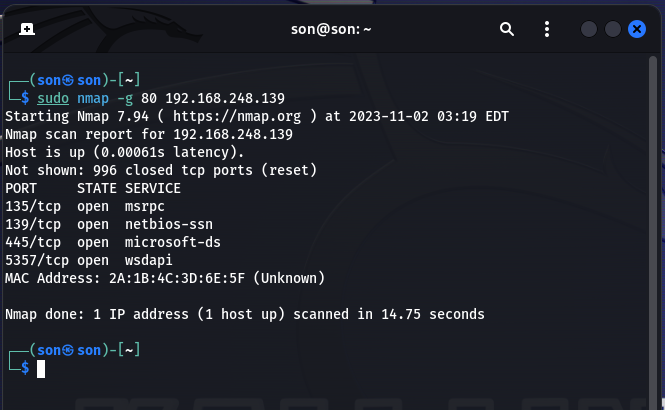 son@son: ~
┌──(son㉿son)-[~]
└─$ sudo nmap -g 80 192.168.248.139
Starting Nmap 7.94 ( https://nmap.org ) at 2023-11-02 03:19 EDT
Nmap scan report for 192.168.248.139
Host is up (0.00061s latency).
Not shown: 996 closed tcp ports (reset)
PORT     STATE SERVICE
135/tcp  open  msrpc
139/tcp  open  netbios-ssn
445/tcp  open  microsoft-ds
5357/tcp open  wsdapi
MAC Address: 2A:1B:4C:3D:6E:5F (Unknown)
Nmap done: 1 IP address (1 host up) scanned in 14.75 seconds
┌──(son㉿son)-[~]
└─$